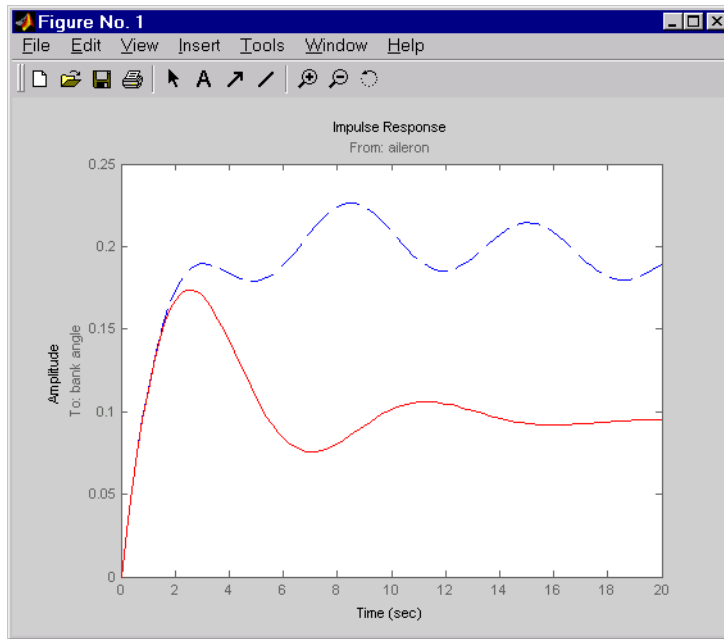 Figure No. 1
File Edit View Insert Tools Window Help
A
Impulse Response
From: aileron
Amplitude
To: bank angle
0.25
0.2
0.15
0.1
0.05
0
0 2 4 6 8 10 12 14 16 18 20
Time (sec)